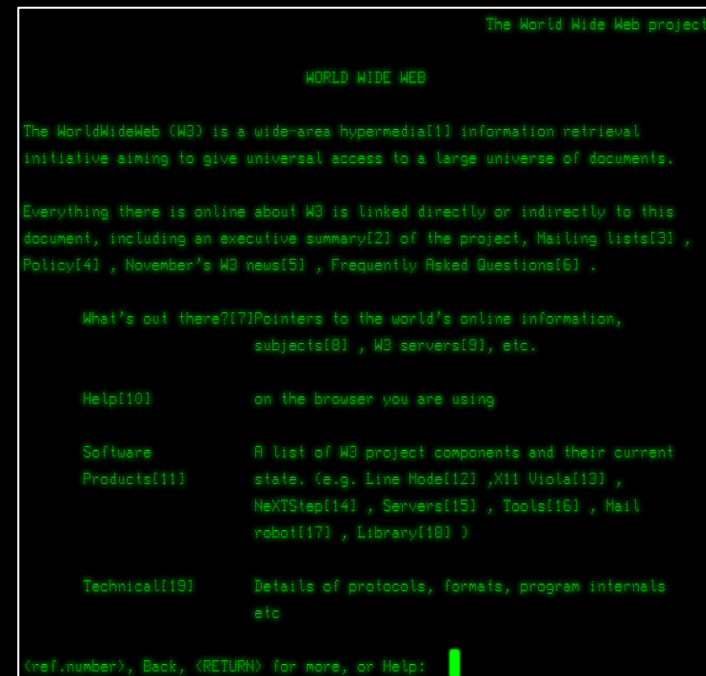 The World Wide Web project
WORLD WIDE WEB
The WorldWideWeb (W3) is a wide-area hypermedia[1] information retrieval
initiative aiming to give universal access to a large universe of documents.
Everything there is online about W3 is linked directly or indirectly to this
document, including an executive summary[2] of the project, Mailing lists[3] ,
Policy[4] , November's W3 news[5] , Frequently Asked Questions[6] .
What's out there?[7]Pointers to the world's online information,
subjects[8] , W3 servers[9], etc.
Help[10] on the browser you are using
Software A list of W3 project components and their current
Products[11] state. (e.g. Line Mode[12] ,X11 Viola[13] ,
NeXTStep[14] , Servers[15] , Tools[16] , Mail
robot[17] , Library[18] )
Technical[19] Details of protocols, formats, program internals
etc
<ref.number>, Back, <RETURN> for more, or Help: